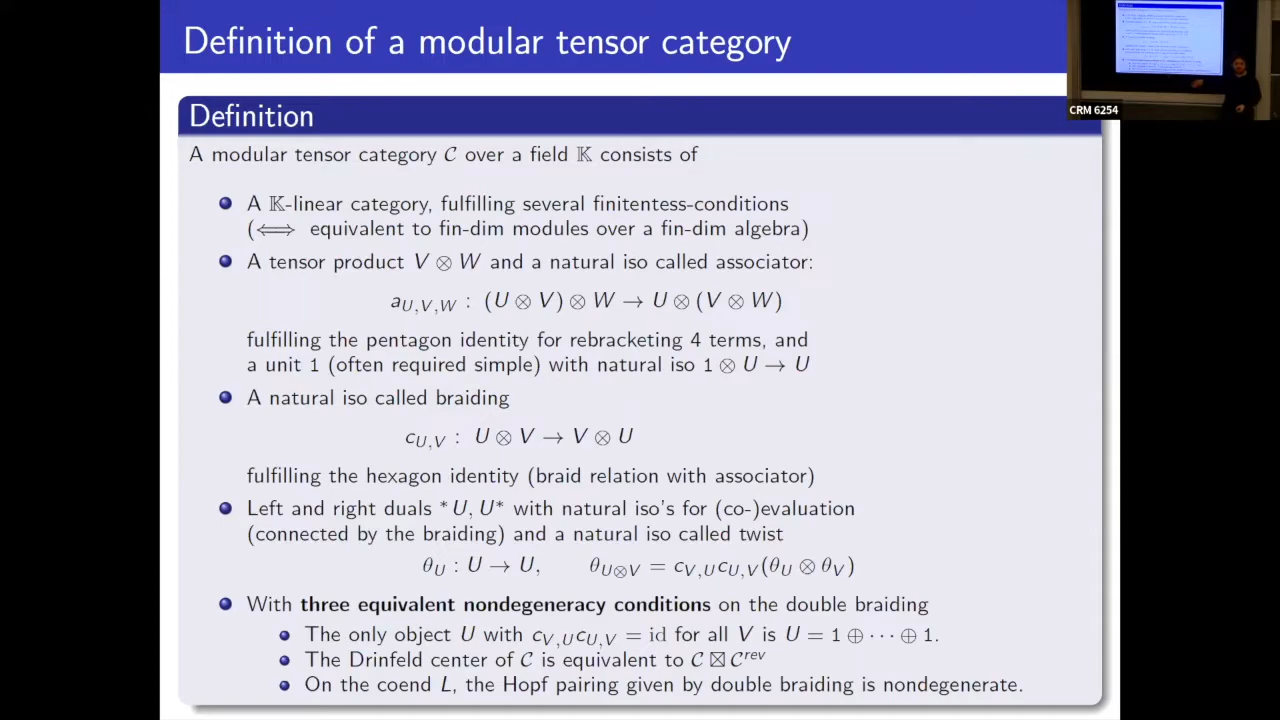 Definition of a modular tensor category
CRM 6254
Definition
A modular tensor category 𝒞 over a field 𝕂 consists of
A 𝕂-linear category, fulfilling several finitentess-conditions
(⟺ equivalent to fin-dim modules over a fin-dim algebra)
A tensor product V ⊗ W and a natural iso called associator:
a_{U,V,W} : (U ⊗ V) ⊗ W → U ⊗ (V ⊗ W)
fulfilling the pentagon identity for rebracketing 4 terms, and
a unit 1 (often required simple) with natural iso 1 ⊗ U → U
A natural iso called braiding
c_{U,V} : U ⊗ V → V ⊗ U
fulfilling the hexagon identity (braid relation with associator)
Left and right duals *U, U* with natural iso's for (co-)evaluation
(connected by the braiding) and a natural iso called twist
θ_U : U → U, θ_{U⊗V} = c_{V,U}c_{U,V}(θ_U ⊗ θ_V)
With three equivalent nondegeneracy conditions on the double braiding
The only object U with c_{V,U}c_{U,V} = id for all V is U = 1 ⊕ ⋯ ⊕ 1.
The Drinfeld center of 𝒞 is equivalent to 𝒞 ⊠ 𝒞^{rev}
On the coend L, the Hopf pairing given by double braiding is nondegenerate.